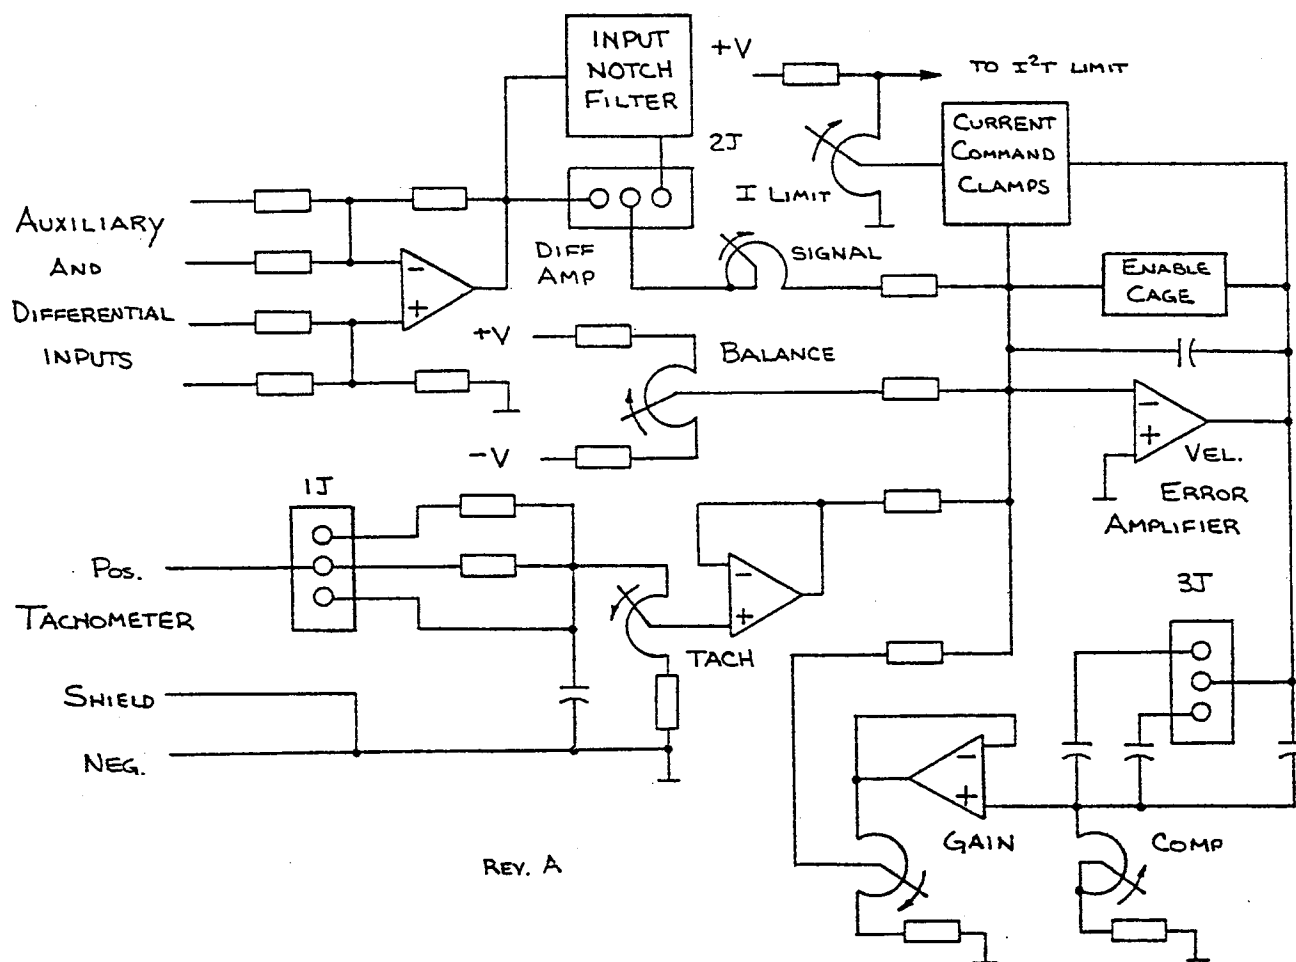 INPUT
NOTCH
FILTER
+V
TO I²T LIMIT
2J
CURRENT
COMMAND
CLAMPS
I LIMIT
AUXILIARY
AND
DIFFERENTIAL
INPUTS
−
+
DIFF
AMP
SIGNAL
ENABLE
CAGE
+V
BALANCE
−V
−
+
VEL.
ERROR
AMPLIFIER
1J
POS.
TACHOMETER
SHIELD
NEG.
−
+
TACH
3J
−
+
GAIN
COMP
REV. A